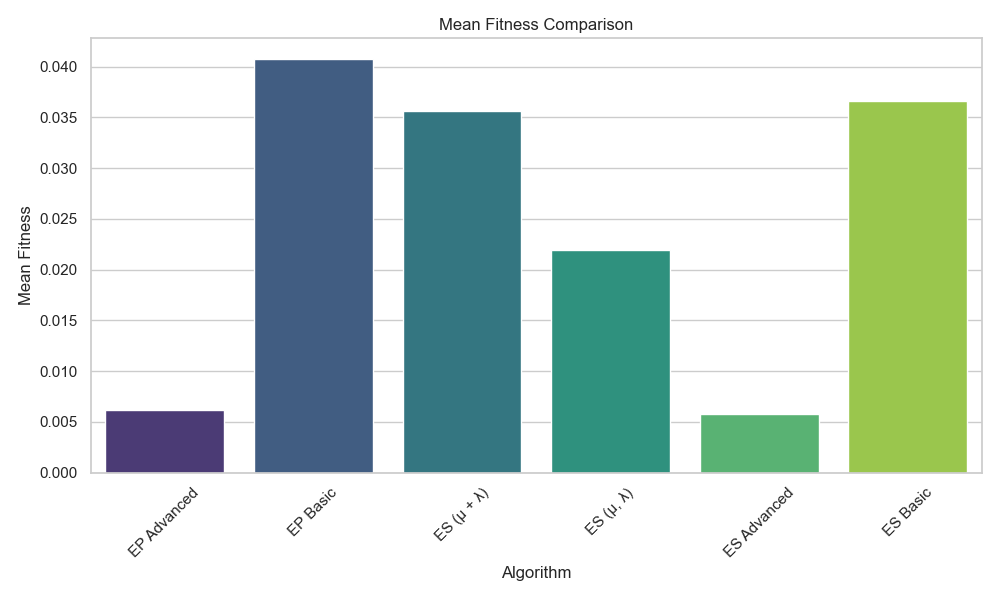 Mean Fitness Comparison
Mean Fitness
0.040
0.035
0.030
0.025
0.020
0.015
0.010
0.005
0.000
EP Advanced
EP Basic
ES (μ + λ)
ES (μ, λ)
ES Advanced
ES Basic
Algorithm